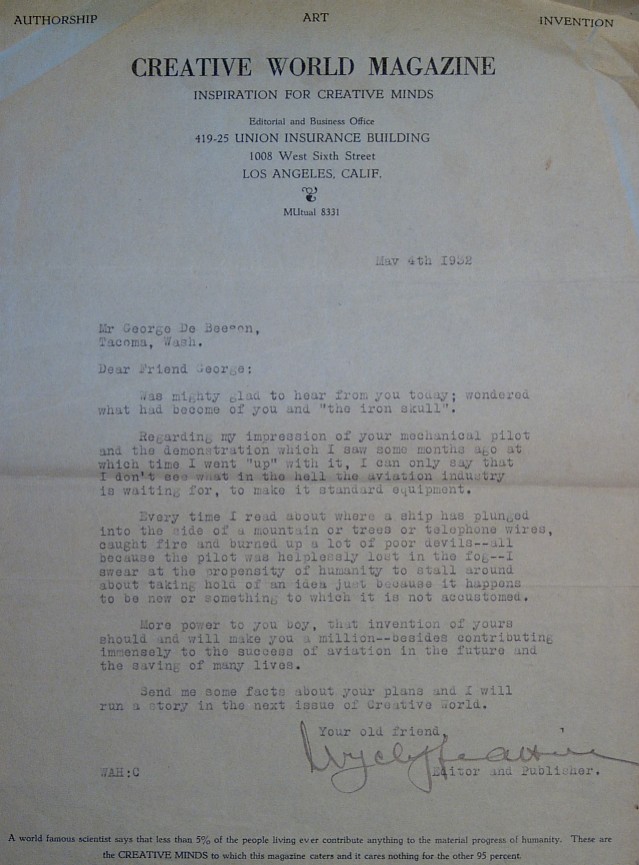 AUTHORSHIP ART INVENTION
CREATIVE WORLD MAGAZINE
INSPIRATION FOR CREATIVE MINDS
Editorial and Business Office
419-25 UNION INSURANCE BUILDING
1008 West Sixth Street
LOS ANGELES, CALIF.
MUtual 8331
May 4th 1932
Mr George De Beeson,
Tacoma, Wash.
Dear Friend George:
Was mighty glad to hear from you today; wondered
what had become of you and "the iron skull".
Regarding my impression of your mechanical pilot
and the demonstration which I saw some months ago at
which time I went "up" with it, I can only say that
I don't see what in the hell the aviation industry
is waiting for, to make it standard equipment.
Every time I read about where a ship has plunged
into the side of a mountain or trees or telephone wires,
caught fire and burned up a lot of poor devils--all
because the pilot was helplessly lost in the fog--I
swear at the propensity of humanity to stall around
about taking hold of an idea just because it happens
to be new or something to which it is not accustomed.
More power to you boy, that invention of yours
should and will make you a million--besides contributing
immensely to the success of aviation in the future and
the saving of many lives.
Send me some facts about your plans and I will
run a story in the next issue of Creative World.
Your old friend,
Editor and Publisher.
WAH:C
A world famous scientist says that less than 5% of the people living ever contribute anything to the material progress of humanity. These are
the CREATIVE MINDS to which this magazine caters and it cares nothing for the other 95 percent.